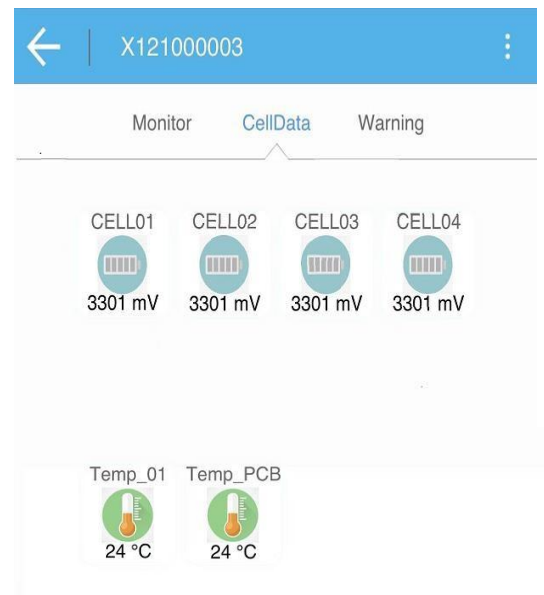 X121000003
Monitor CellData Warning
CELL01 CELL02 CELL03 CELL04
3301 mV 3301 mV 3301 mV 3301 mV
Temp_01 Temp_PCB
24 °C 24 °C